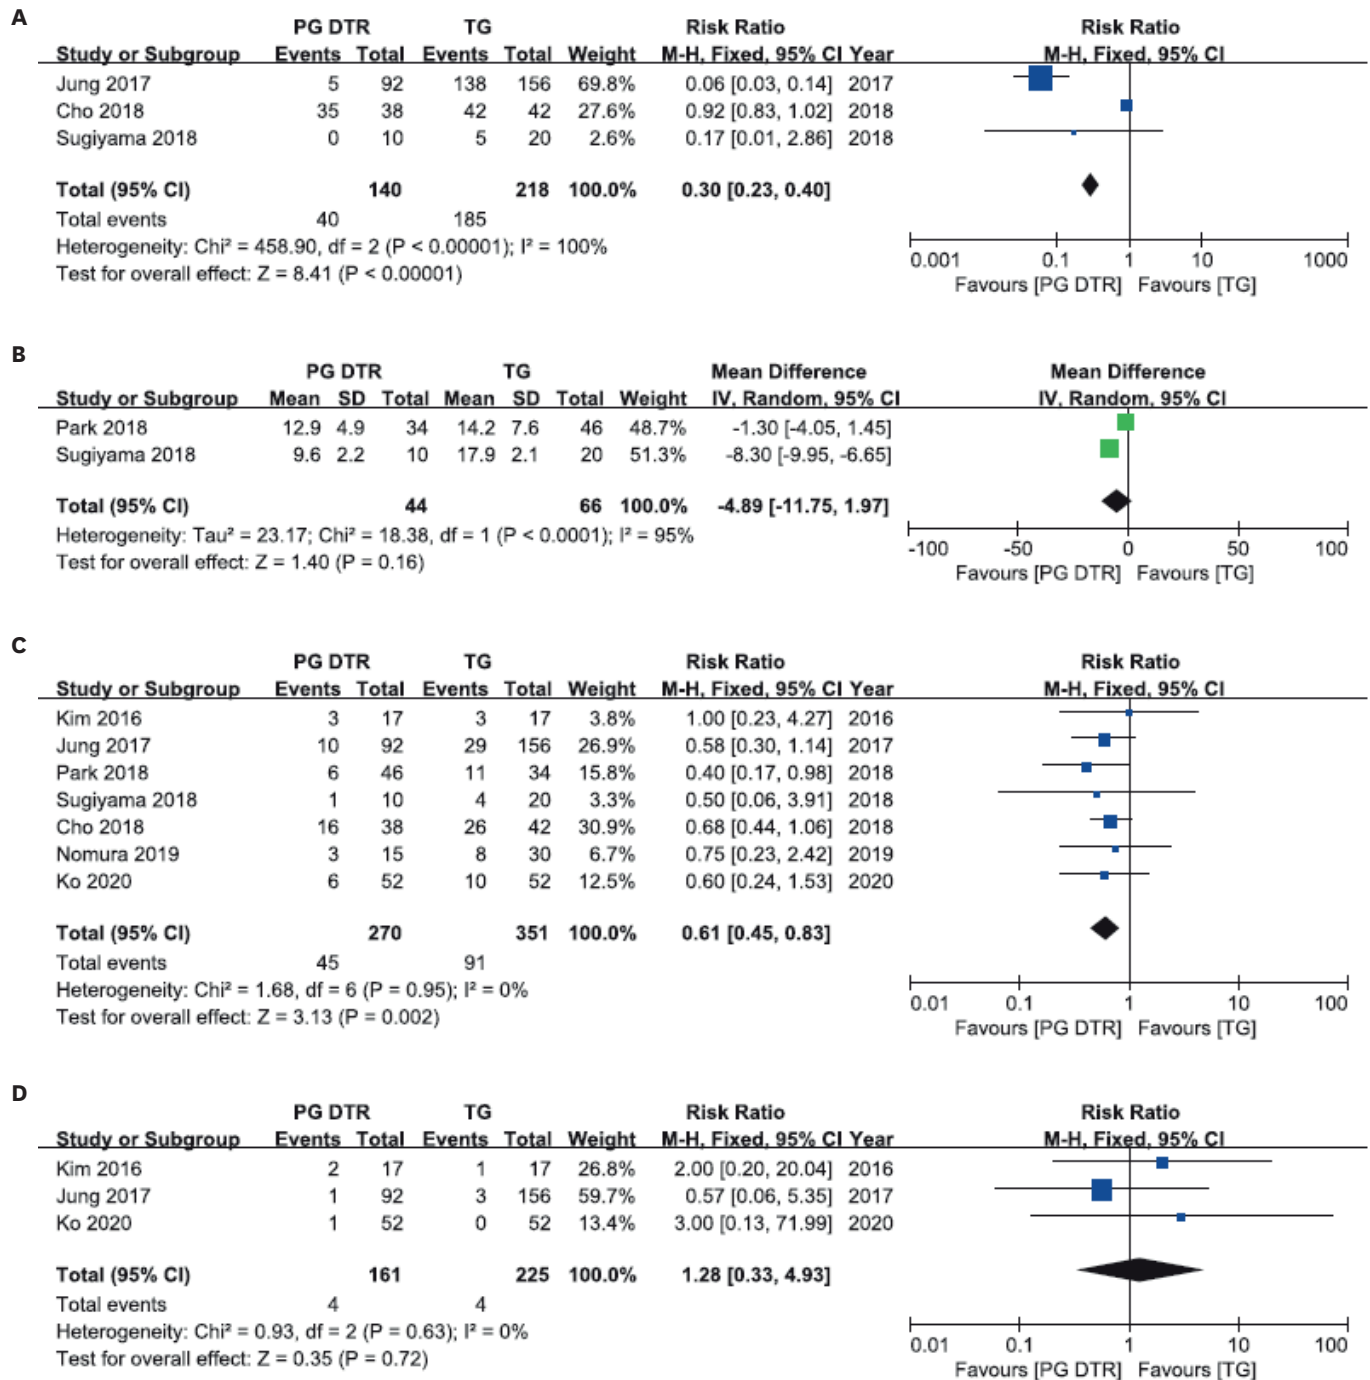 A
PG DTR TG Risk Ratio Risk Ratio
Study or Subgroup Events Total Events Total Weight M-H, Fixed, 95% CI Year M-H, Fixed, 95% CI
Jung 2017 5 92 138 156 69.8% 0.06 [0.03, 0.14] 2017
Cho 2018 35 38 42 42 27.6% 0.92 [0.83, 1.02] 2018
Sugiyama 2018 0 10 5 20 2.6% 0.17 [0.01, 2.86] 2018
Total (95% CI) 140 218 100.0% 0.30 [0.23, 0.40]
Total events 40 185
Heterogeneity: Chi² = 458.90, df = 2 (P < 0.00001); I² = 100%
Test for overall effect: Z = 8.41 (P < 0.00001)
0.001 0.1 1 10 1000
Favours [PG DTR] Favours [TG]
B
PG DTR TG Mean Difference Mean Difference
Study or Subgroup Mean SD Total Mean SD Total Weight IV, Random, 95% CI IV, Random, 95% CI
Park 2018 12.9 4.9 34 14.2 7.6 46 48.7% -1.30 [-4.05, 1.45]
Sugiyama 2018 9.6 2.2 10 17.9 2.1 20 51.3% -8.30 [-9.95, -6.65]
Total (95% CI) 44 66 100.0% -4.89 [-11.75, 1.97]
Heterogeneity: Tau² = 23.17; Chi² = 18.38, df = 1 (P < 0.0001); I² = 95%
Test for overall effect: Z = 1.40 (P = 0.16)
-100 -50 0 50 100
Favours [PG DTR] Favours [TG]
C
PG DTR TG Risk Ratio Risk Ratio
Study or Subgroup Events Total Events Total Weight M-H, Fixed, 95% CI Year M-H, Fixed, 95% CI
Kim 2016 3 17 3 17 3.8% 1.00 [0.23, 4.27] 2016
Jung 2017 10 92 29 156 26.9% 0.58 [0.30, 1.14] 2017
Park 2018 6 46 11 34 15.8% 0.40 [0.17, 0.98] 2018
Sugiyama 2018 1 10 4 20 3.3% 0.50 [0.06, 3.91] 2018
Cho 2018 16 38 26 42 30.9% 0.68 [0.44, 1.06] 2018
Nomura 2019 3 15 8 30 6.7% 0.75 [0.23, 2.42] 2019
Ko 2020 6 52 10 52 12.5% 0.60 [0.24, 1.53] 2020
Total (95% CI) 270 351 100.0% 0.61 [0.45, 0.83]
Total events 45 91
Heterogeneity: Chi² = 1.68, df = 6 (P = 0.95); I² = 0%
Test for overall effect: Z = 3.13 (P = 0.002)
0.01 0.1 1 10 100
Favours [PG DTR] Favours [TG]
D
PG DTR TG Risk Ratio Risk Ratio
Study or Subgroup Events Total Events Total Weight M-H, Fixed, 95% CI Year M-H, Fixed, 95% CI
Kim 2016 2 17 1 17 26.8% 2.00 [0.20, 20.04] 2016
Jung 2017 1 92 3 156 59.7% 0.57 [0.06, 5.35] 2017
Ko 2020 1 52 0 52 13.4% 3.00 [0.13, 71.99] 2020
Total (95% CI) 161 225 100.0% 1.28 [0.33, 4.93]
Total events 4 4
Heterogeneity: Chi² = 0.93, df = 2 (P = 0.63); I² = 0%
Test for overall effect: Z = 0.35 (P = 0.72)
0.01 0.1 1 10 100
Favours [PG DTR] Favours [TG]